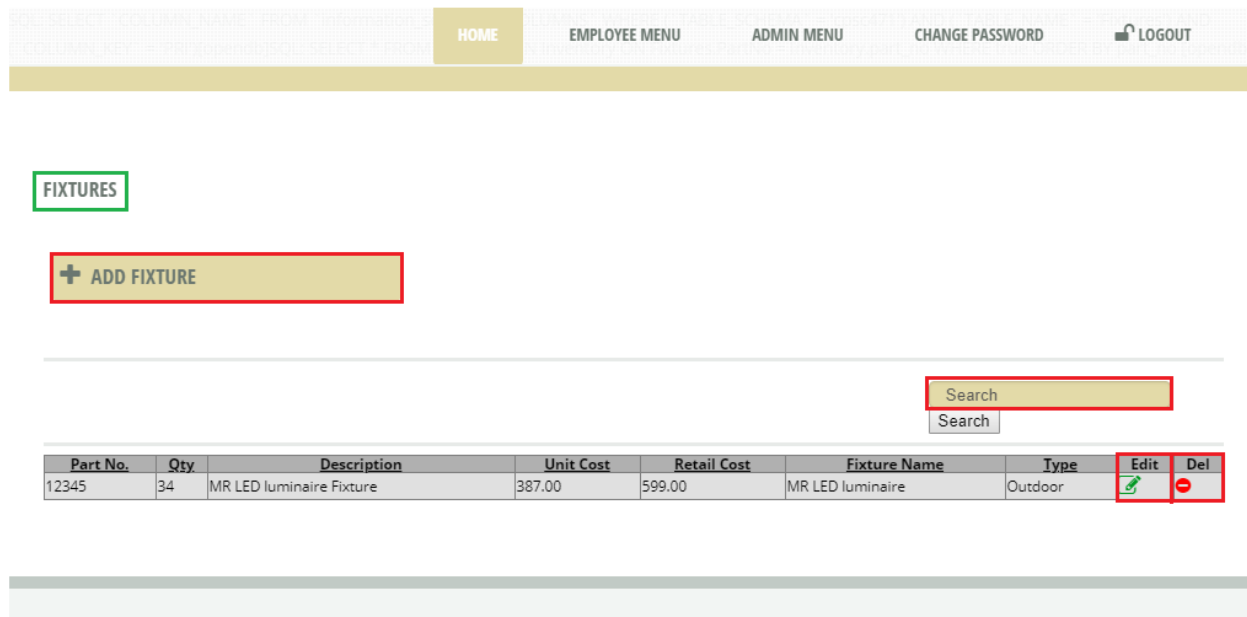 HOME EMPLOYEE MENU ADMIN MENU CHANGE PASSWORD LOGOUT
FIXTURES
ADD FIXTURE
Search
Search
Part No. Qty Description Unit Cost Retail Cost Fixture Name Type Edit Del
12345 34 MR LED luminaire Fixture 387.00 599.00 MR LED luminaire Outdoor